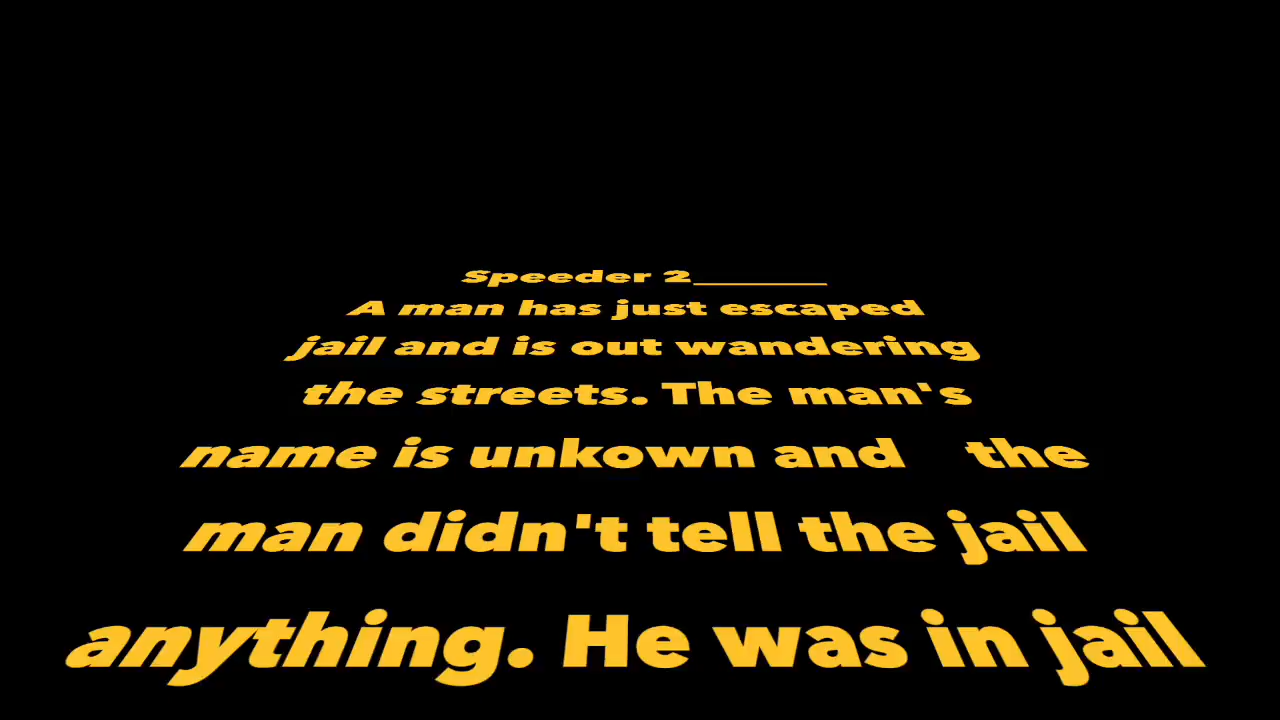 Speeder 2________
A man has just escaped
jail and is out wandering
the streets. The man's
name is unkown and    the
man didn't tell the jail
anything. He was in jail